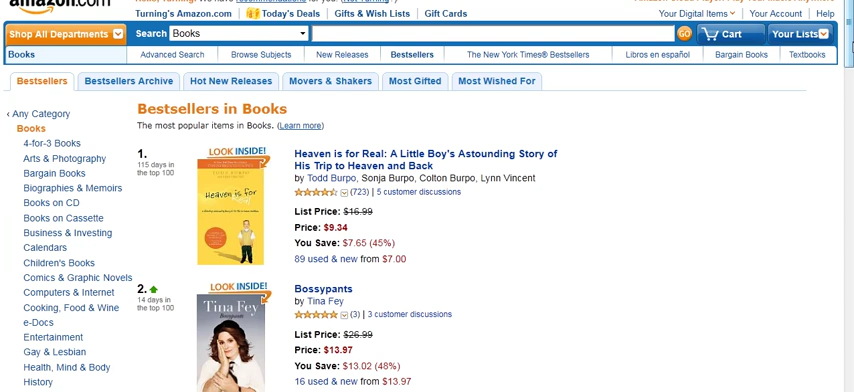 amazon.com
Turning's Amazon.com | Today's Deals | Gifts & Wish Lists | Gift Cards
Your Digital Items | Your Account | Help
Shop All Departments Search Books GO Cart Your Lists
Books Advanced Search Browse Subjects New Releases Bestsellers The New York Times® Bestsellers Libros en español Bargain Books Textbooks
Bestsellers Bestsellers Archive Hot New Releases Movers & Shakers Most Gifted Most Wished For
‹ Any Category
Books
4-for-3 Books
Arts & Photography
Bargain Books
Biographies & Memoirs
Books on CD
Books on Cassette
Business & Investing
Calendars
Children's Books
Comics & Graphic Novels
Computers & Internet
Cooking, Food & Wine
e-Docs
Entertainment
Gay & Lesbian
Health, Mind & Body
History
Bestsellers in Books
The most popular items in Books. (Learn more)
1.
115 days in
the top 100
LOOK INSIDE!
Heaven is for
Heaven is for Real: A Little Boy's Astounding Story of
His Trip to Heaven and Back
by Todd Burpo, Sonja Burpo, Colton Burpo, Lynn Vincent
(723) | 5 customer discussions
List Price: $16.99
Price: $9.34
You Save: $7.65 (45%)
89 used & new from $7.00
2.
14 days in
the top 100
LOOK INSIDE!
Tina Fey
Bossypants
Bossypants
by Tina Fey
(3) | 3 customer discussions
List Price: $26.99
Price: $13.97
You Save: $13.02 (48%)
16 used & new from $13.97